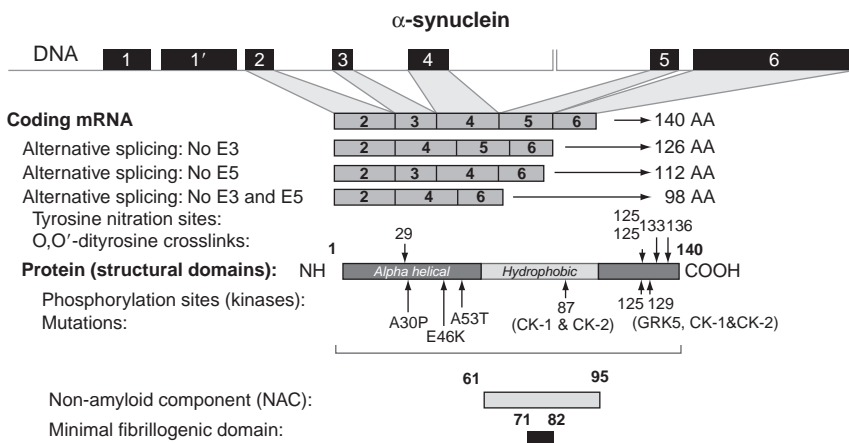 α-synuclein
DNA 1 1′ 2 3 4 5 6
Coding mRNA 2 3 4 5 6 140 AA
Alternative splicing: No E3 2 4 5 6 126 AA
Alternative splicing: No E5 2 3 4 6 112 AA
Alternative splicing: No E3 and E5 2 4 6 98 AA
Tyrosine nitration sites: 29 125 133 136
O,O′-dityrosine crosslinks: 125
1 140
Protein (structural domains): NH Alpha helical Hydrophobic COOH
Phosphorylation sites (kinases): 87 125 129
(CK-1 & CK-2) (GRK5, CK-1&CK-2)
Mutations: A30P E46K A53T
61 95
Non-amyloid component (NAC):
71 82
Minimal fibrillogenic domain: